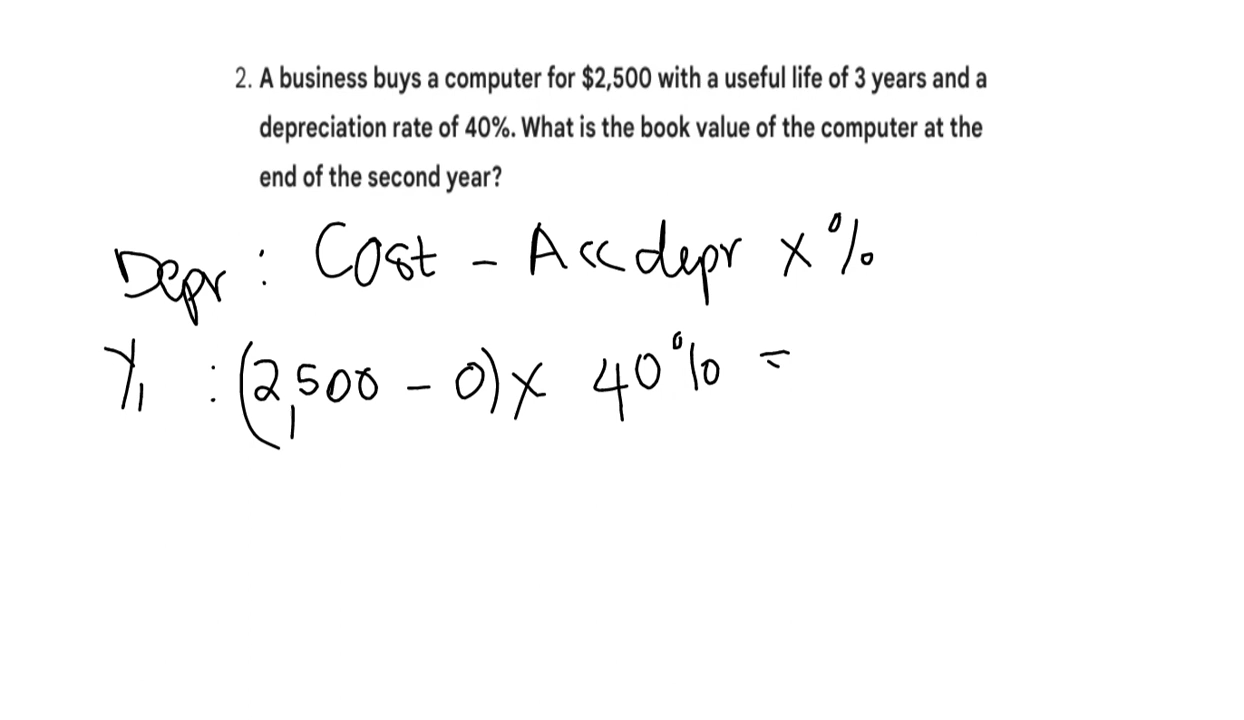 2. A business buys a computer for $2,500 with a useful life of 3 years and a
depreciation rate of 40%. What is the book value of the computer at the
end of the second year?
Depr : Cost - Acc depr x %
Y1 : (2,500 - 0) x 40% =